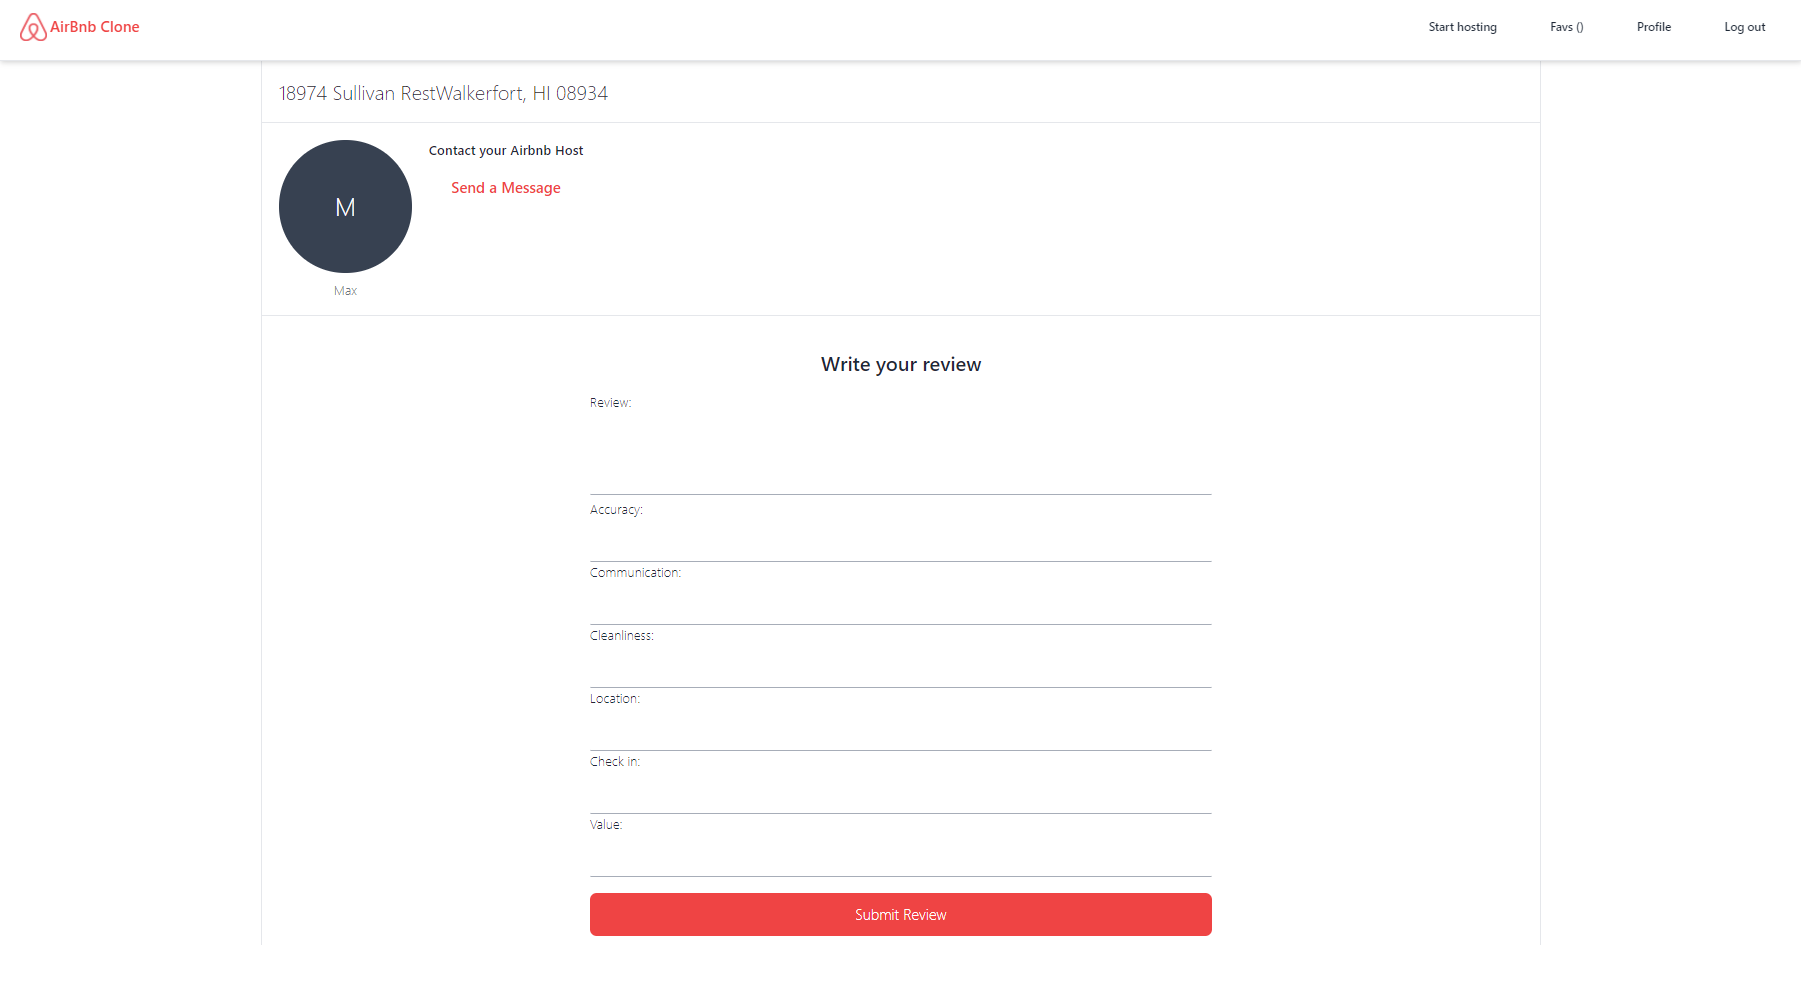 AirBnb Clone
Start hosting
Favs ()
Profile
Log out
18974 Sullivan RestWalkerfort, HI 08934
M
Max
Contact your Airbnb Host
Send a Message
Write your review
Review:
Accuracy:
Communication:
Cleanliness:
Location:
Check in:
Value:
Submit Review